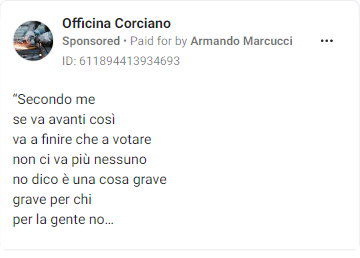 Officina Corciano
Sponsored • Paid for by Armando Marcucci
ID: 611894413934693
“Secondo me
se va avanti così
va a finire che a votare
non ci va più nessuno
no dico è una cosa grave
grave per chi
per la gente no…